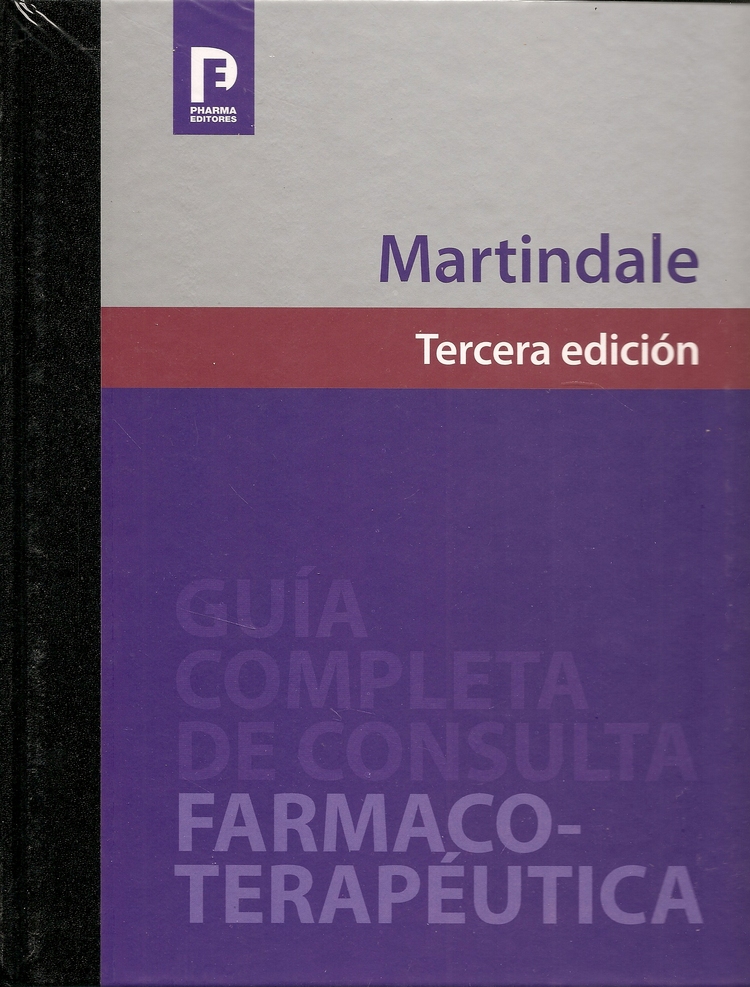 PE
PHARMA
EDITORES
Martindale
Tercera edición
GUÍA
COMPLETA
DE CONSULTA
FARMACO-
TERAPÉUTICA